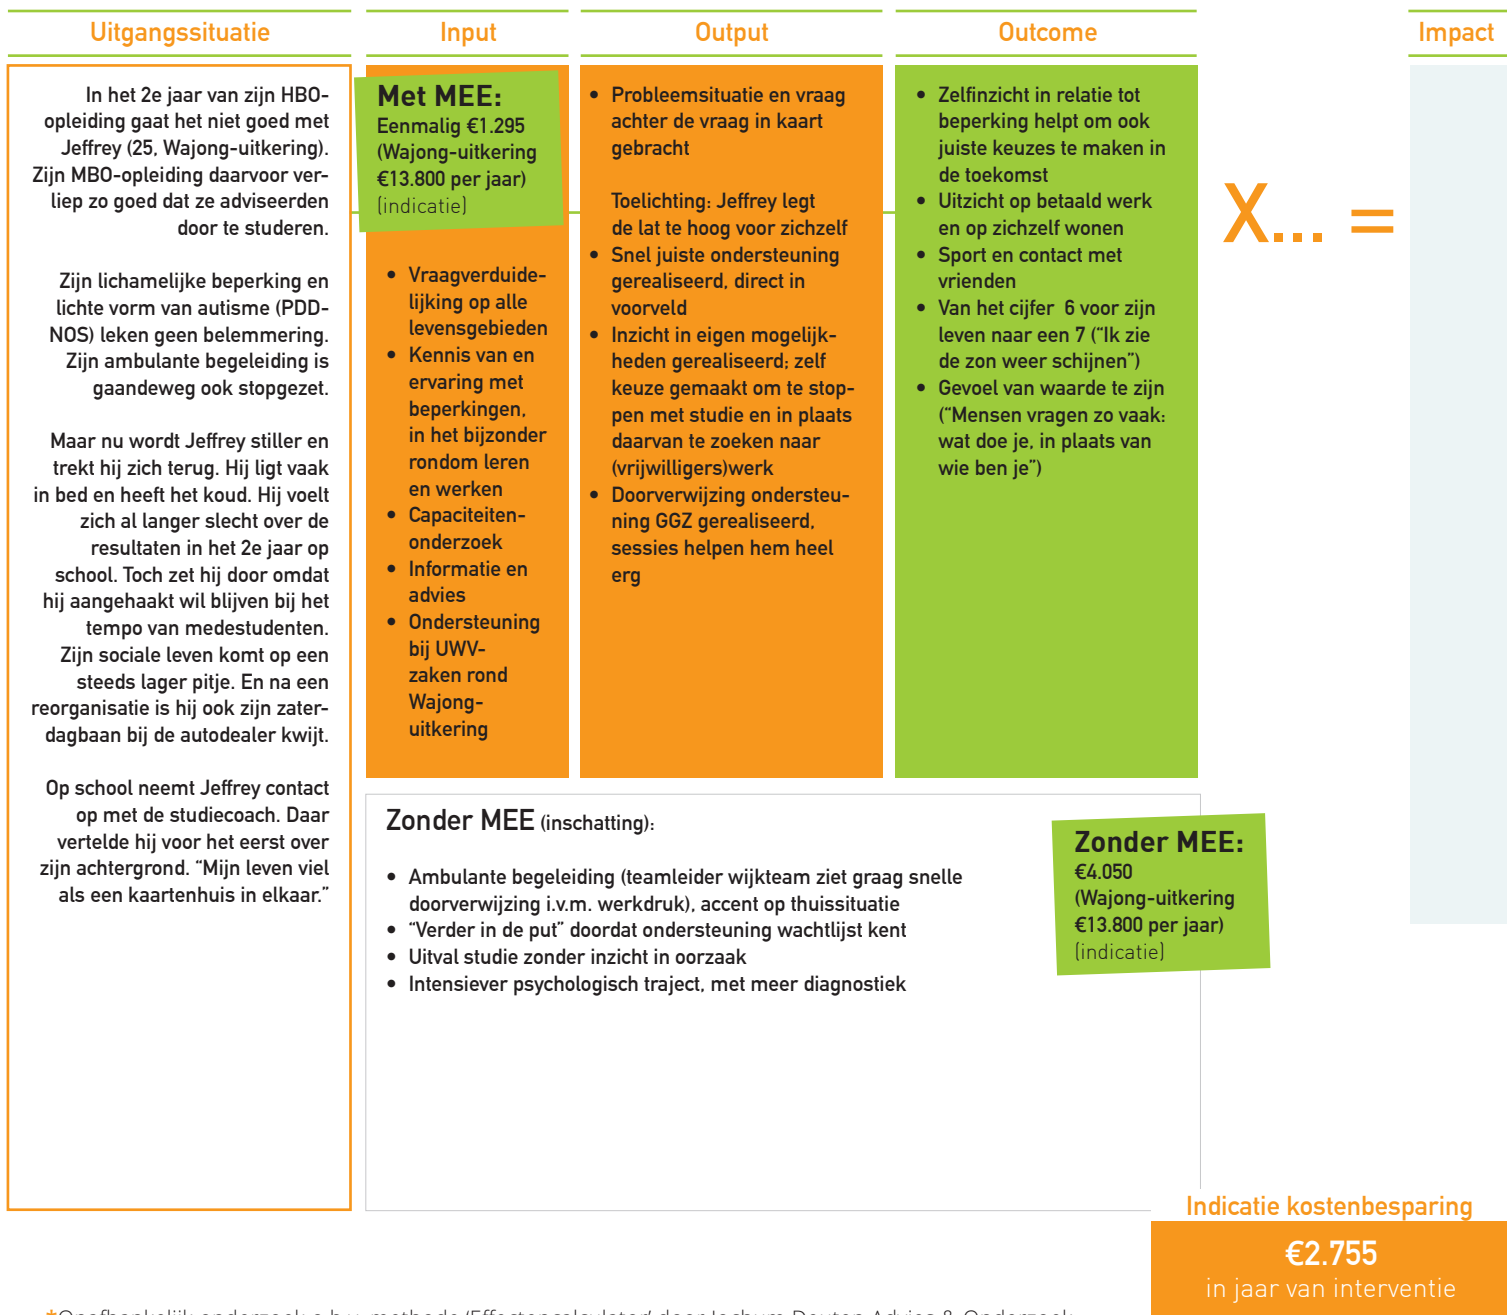 Uitgangssituatie
In het 2e jaar van zijn HBO-
opleiding gaat het niet goed met
Jeffrey (25, Wajong-uitkering).
Zijn MBO-opleiding daarvoor ver-
liep zo goed dat ze adviseerden
door te studeren.
Zijn lichamelijke beperking en
lichte vorm van autisme (PDD-
NOS) leken geen belemmering.
Zijn ambulante begeleiding is
gaandeweg ook stopgezet.
Maar nu wordt Jeffrey stiller en
trekt hij zich terug. Hij ligt vaak
in bed en heeft het koud. Hij voelt
zich al langer slecht over de
resultaten in het 2e jaar op
school. Toch zet hij door omdat
hij aangehaakt wil blijven bij het
tempo van medestudenten.
Zijn sociale leven komt op een
steeds lager pitje. En na een
reorganisatie is hij ook zijn zater-
dagbaan bij de autodealer kwijt.
Op school neemt Jeffrey contact
op met de studiecoach. Daar
vertelde hij voor het eerst over
zijn achtergrond. “Mijn leven viel
als een kaartenhuis in elkaar.”
Input
Met MEE:
Eenmalig €1.295
(Wajong-uitkering
€13.800 per jaar)
(indicatie)
• Vraagverduide-
lijking op alle
levensgebieden
• Kennis van en
ervaring met
beperkingen,
in het bijzonder
rondom leren
en werken
• Capaciteiten-
onderzoek
• Informatie en
advies
• Ondersteuning
bij UWV-
zaken rond
Wajong-
uitkering
Output
• Probleemsituatie en vraag
achter de vraag in kaart
gebracht
Toelichting: Jeffrey legt
de lat te hoog voor zichzelf
• Snel juiste ondersteuning
gerealiseerd, direct in
voorveld
• Inzicht in eigen mogelijk-
heden gerealiseerd; zelf
keuze gemaakt om te stop-
pen met studie en in plaats
daarvan te zoeken naar
(vrijwilligers)werk
• Doorverwijzing ondersteu-
ning GGZ gerealiseerd,
sessies helpen hem heel
erg
Outcome
• Zelfinzicht in relatie tot
beperking helpt om ook
juiste keuzes te maken in
de toekomst
• Uitzicht op betaald werk
en op zichzelf wonen
• Sport en contact met
vrienden
• Van het cijfer 6 voor zijn
leven naar een 7 (“Ik zie
de zon weer schijnen”)
• Gevoel van waarde te zijn
(“Mensen vragen zo vaak:
wat doe je, in plaats van
wie ben je”)
X... =
Impact
Zonder MEE (inschatting):
• Ambulante begeleiding (teamleider wijkteam ziet graag snelle
doorverwijzing i.v.m. werkdruk), accent op thuissituatie
• “Verder in de put” doordat ondersteuning wachtlijst kent
• Uitval studie zonder inzicht in oorzaak
• Intensiever psychologisch traject, met meer diagnostiek
Zonder MEE:
€4.050
(Wajong-uitkering
€13.800 per jaar)
(indicatie)
Indicatie kostenbesparing
€2.755
in jaar van interventie